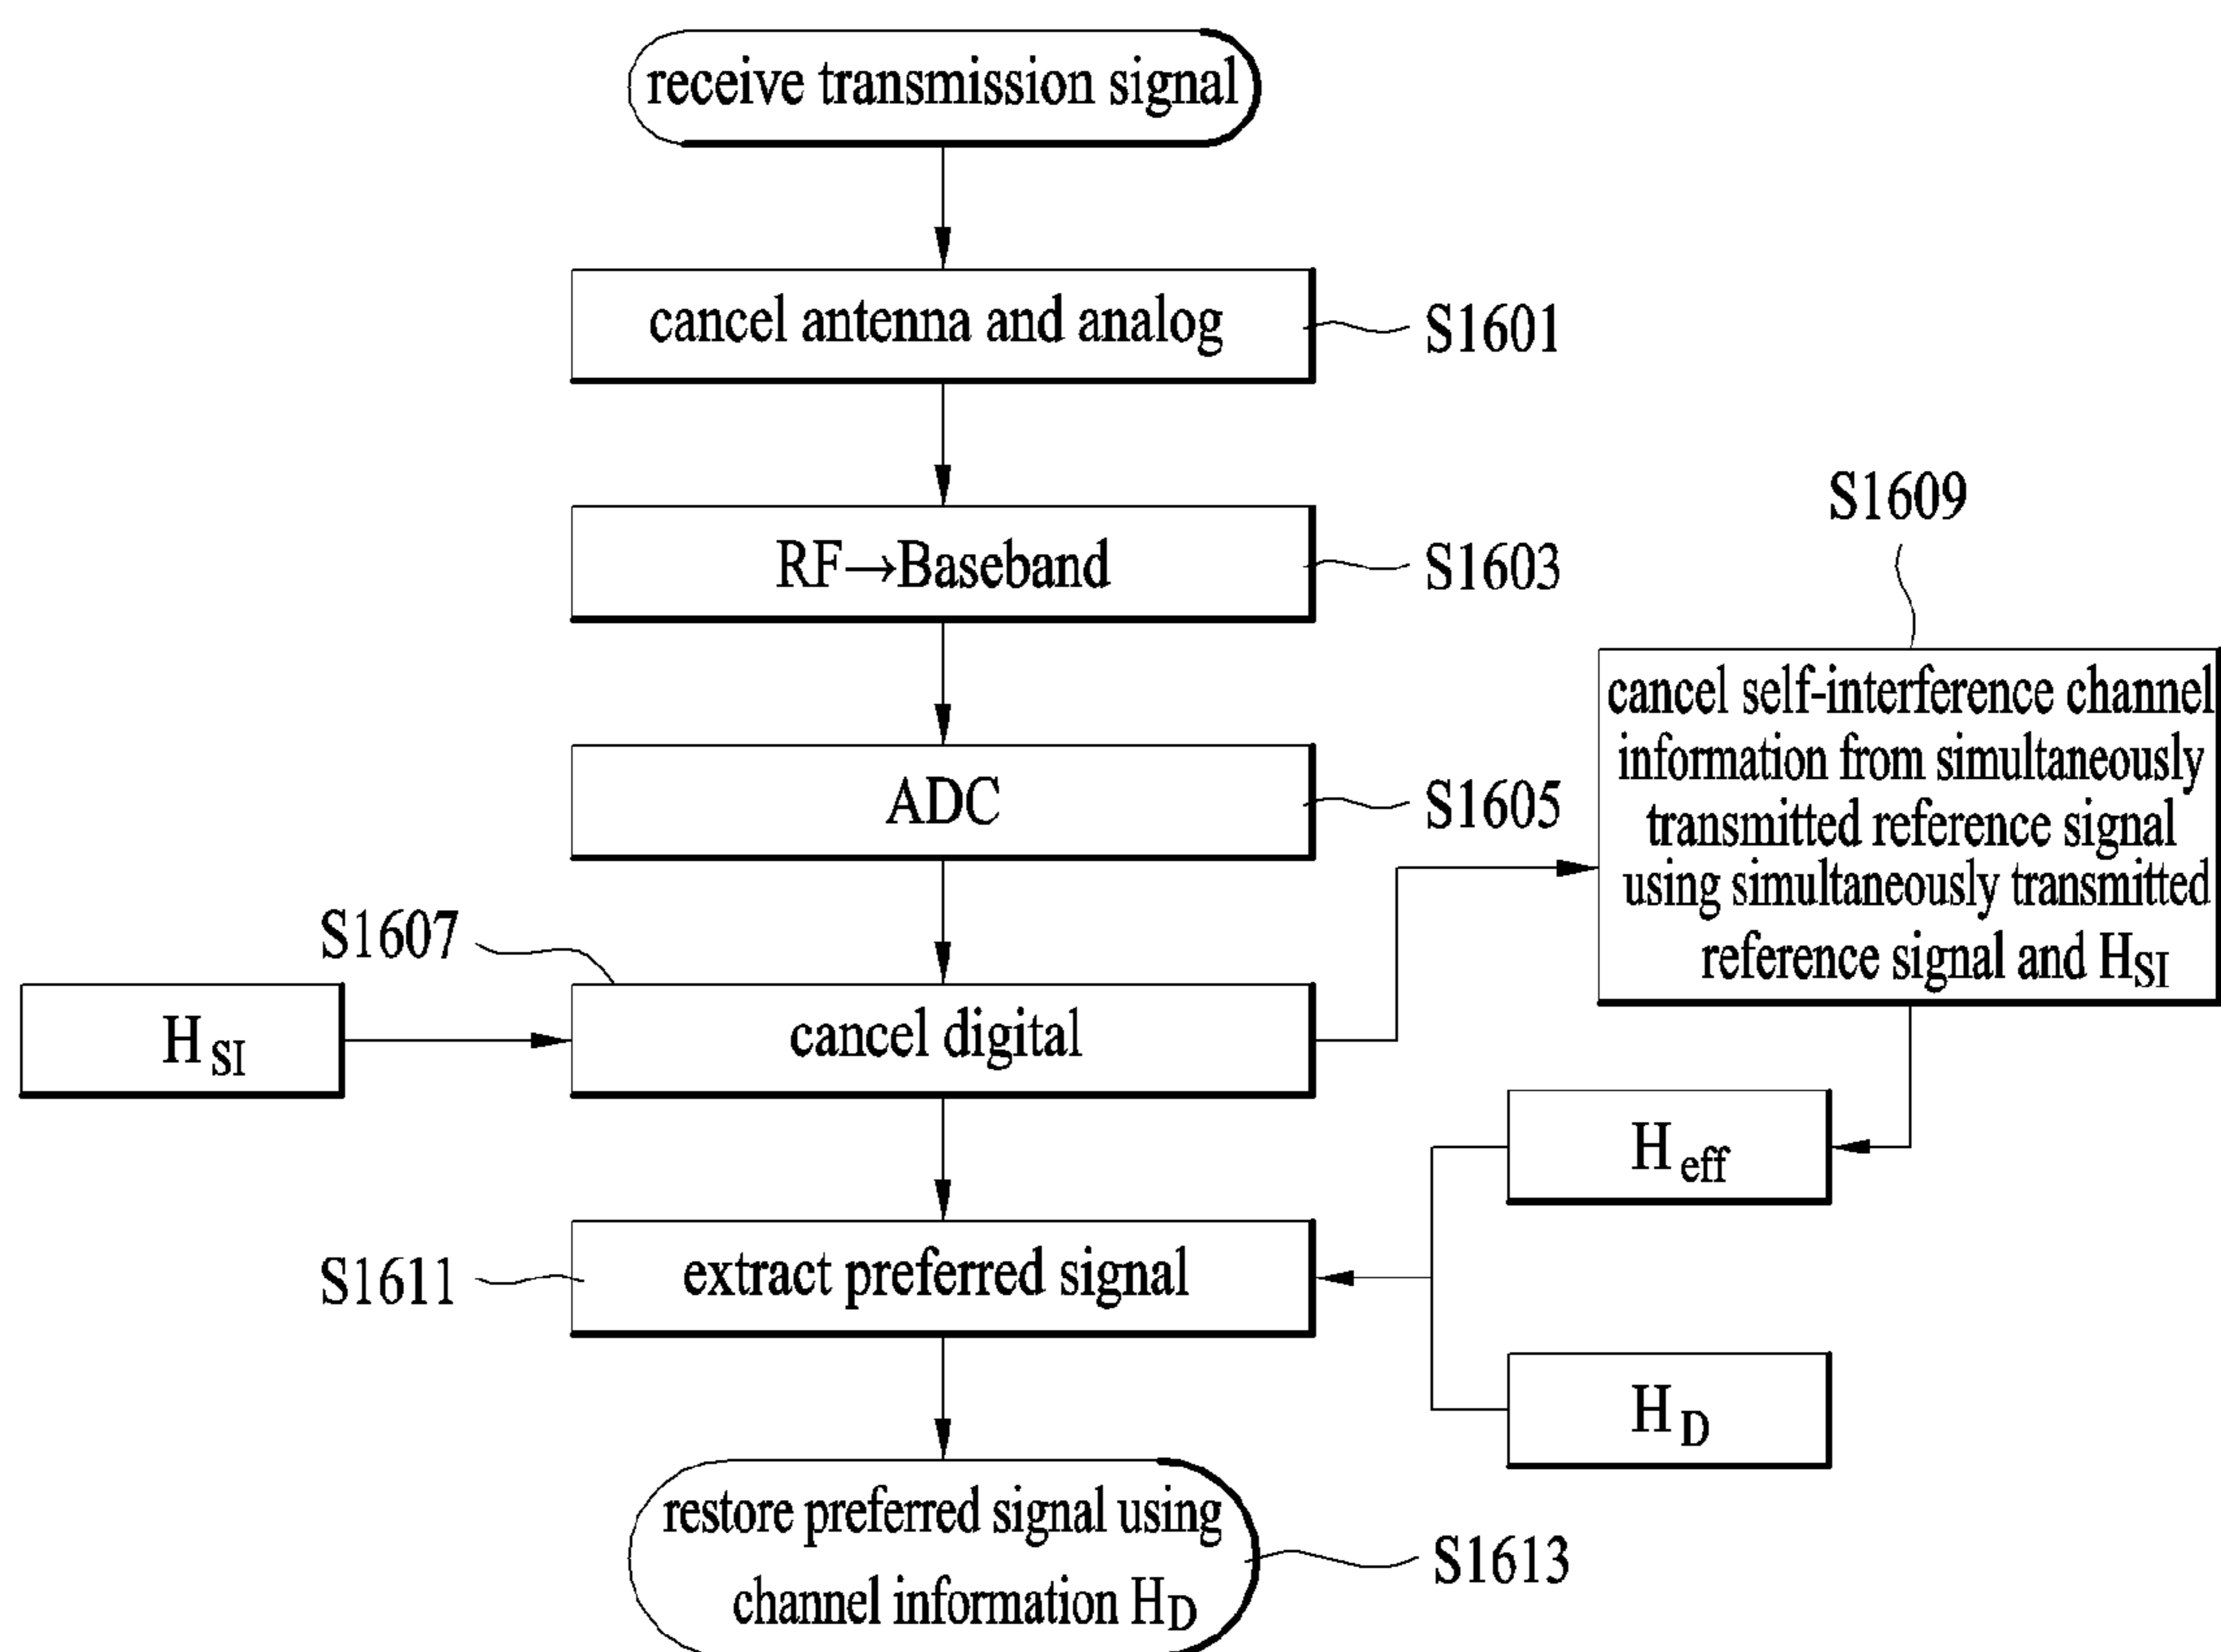 receive transmission signal
cancel antenna and analog
S1601
RF→Baseband
S1603
S1609
ADC
S1605
cancel self-interference channel
information from simultaneously
transmitted reference signal
using simultaneously transmitted
reference signal and HSI
S1607
HSI
cancel digital
Heff
S1611
extract preferred signal
HD
restore preferred signal using
channel information HD
S1613